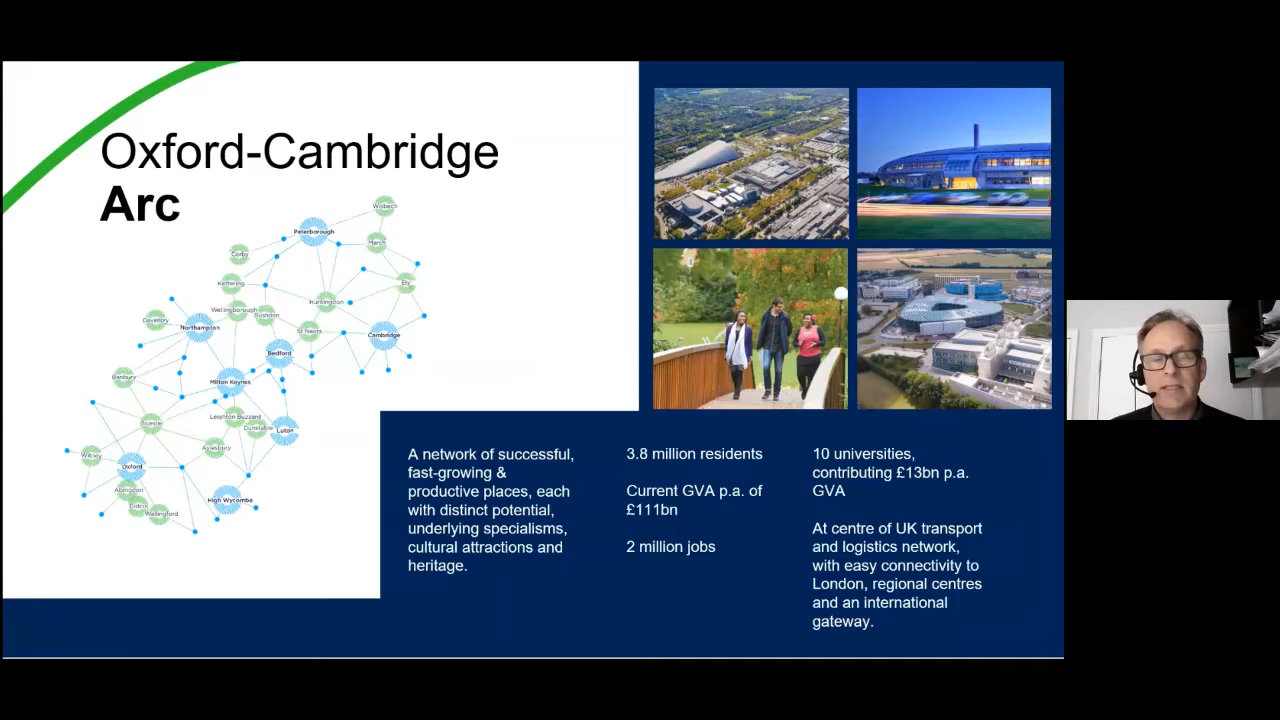 Oxford-Cambridge
Arc
Wisbech
Peterborough
March
Corby
Kettering
Ely
Huntingdon
Wellingborough
Rushden
Daventry
Northampton
St Neots
Cambridge
Bedford
Banbury
Milton Keynes
Leighton Buzzard
Bicester
Dunstable
Luton
Aylesbury
Witney
Oxford
Abingdon
High Wycombe
Didcot
Wallingford
A network of successful,
fast-growing &
productive places, each
with distinct potential,
underlying specialisms,
cultural attractions and
heritage.
3.8 million residents
Current GVA p.a. of
£111bn
2 million jobs
10 universities,
contributing £13bn p.a.
GVA
At centre of UK transport
and logistics network,
with easy connectivity to
London, regional centres
and an international
gateway.